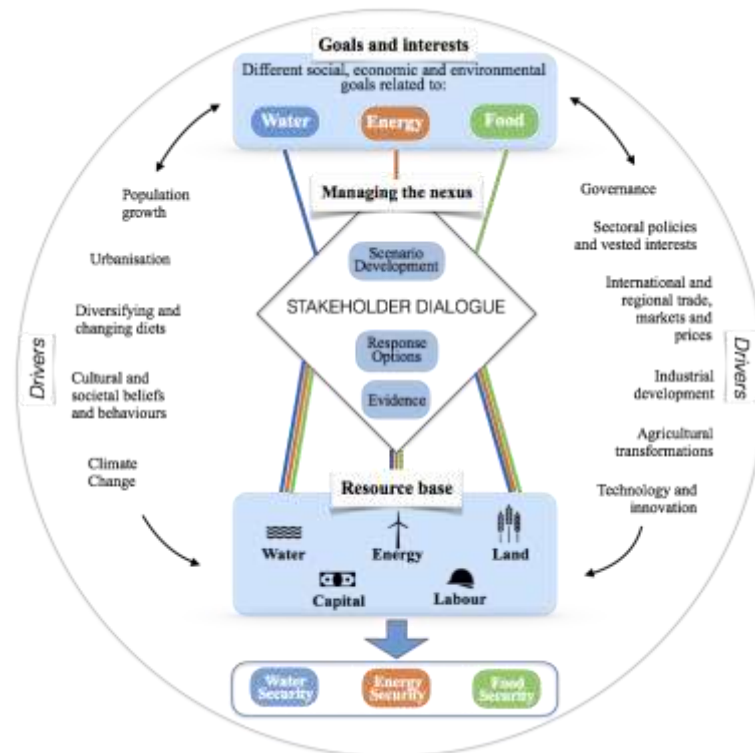 Goals and interests
Different social, economic and environmental
goals related to:
Water
Energy
Food
Managing the nexus
Scenario
Development
STAKEHOLDER DIALOGUE
Response
Options
Evidence
Drivers
Population
growth
Urbanisation
Diversifying and
changing diets
Cultural and
societal beliefs
and behaviours
Climate
Change
Drivers
Governance
Sectoral policies
and vested interests
International and
regional trade,
markets and
prices
Industrial
development
Agricultural
transformations
Technology and
innovation
Resource base
Water
Energy
Land
Capital
Labour
Water
Security
Energy
Security
Food
Security